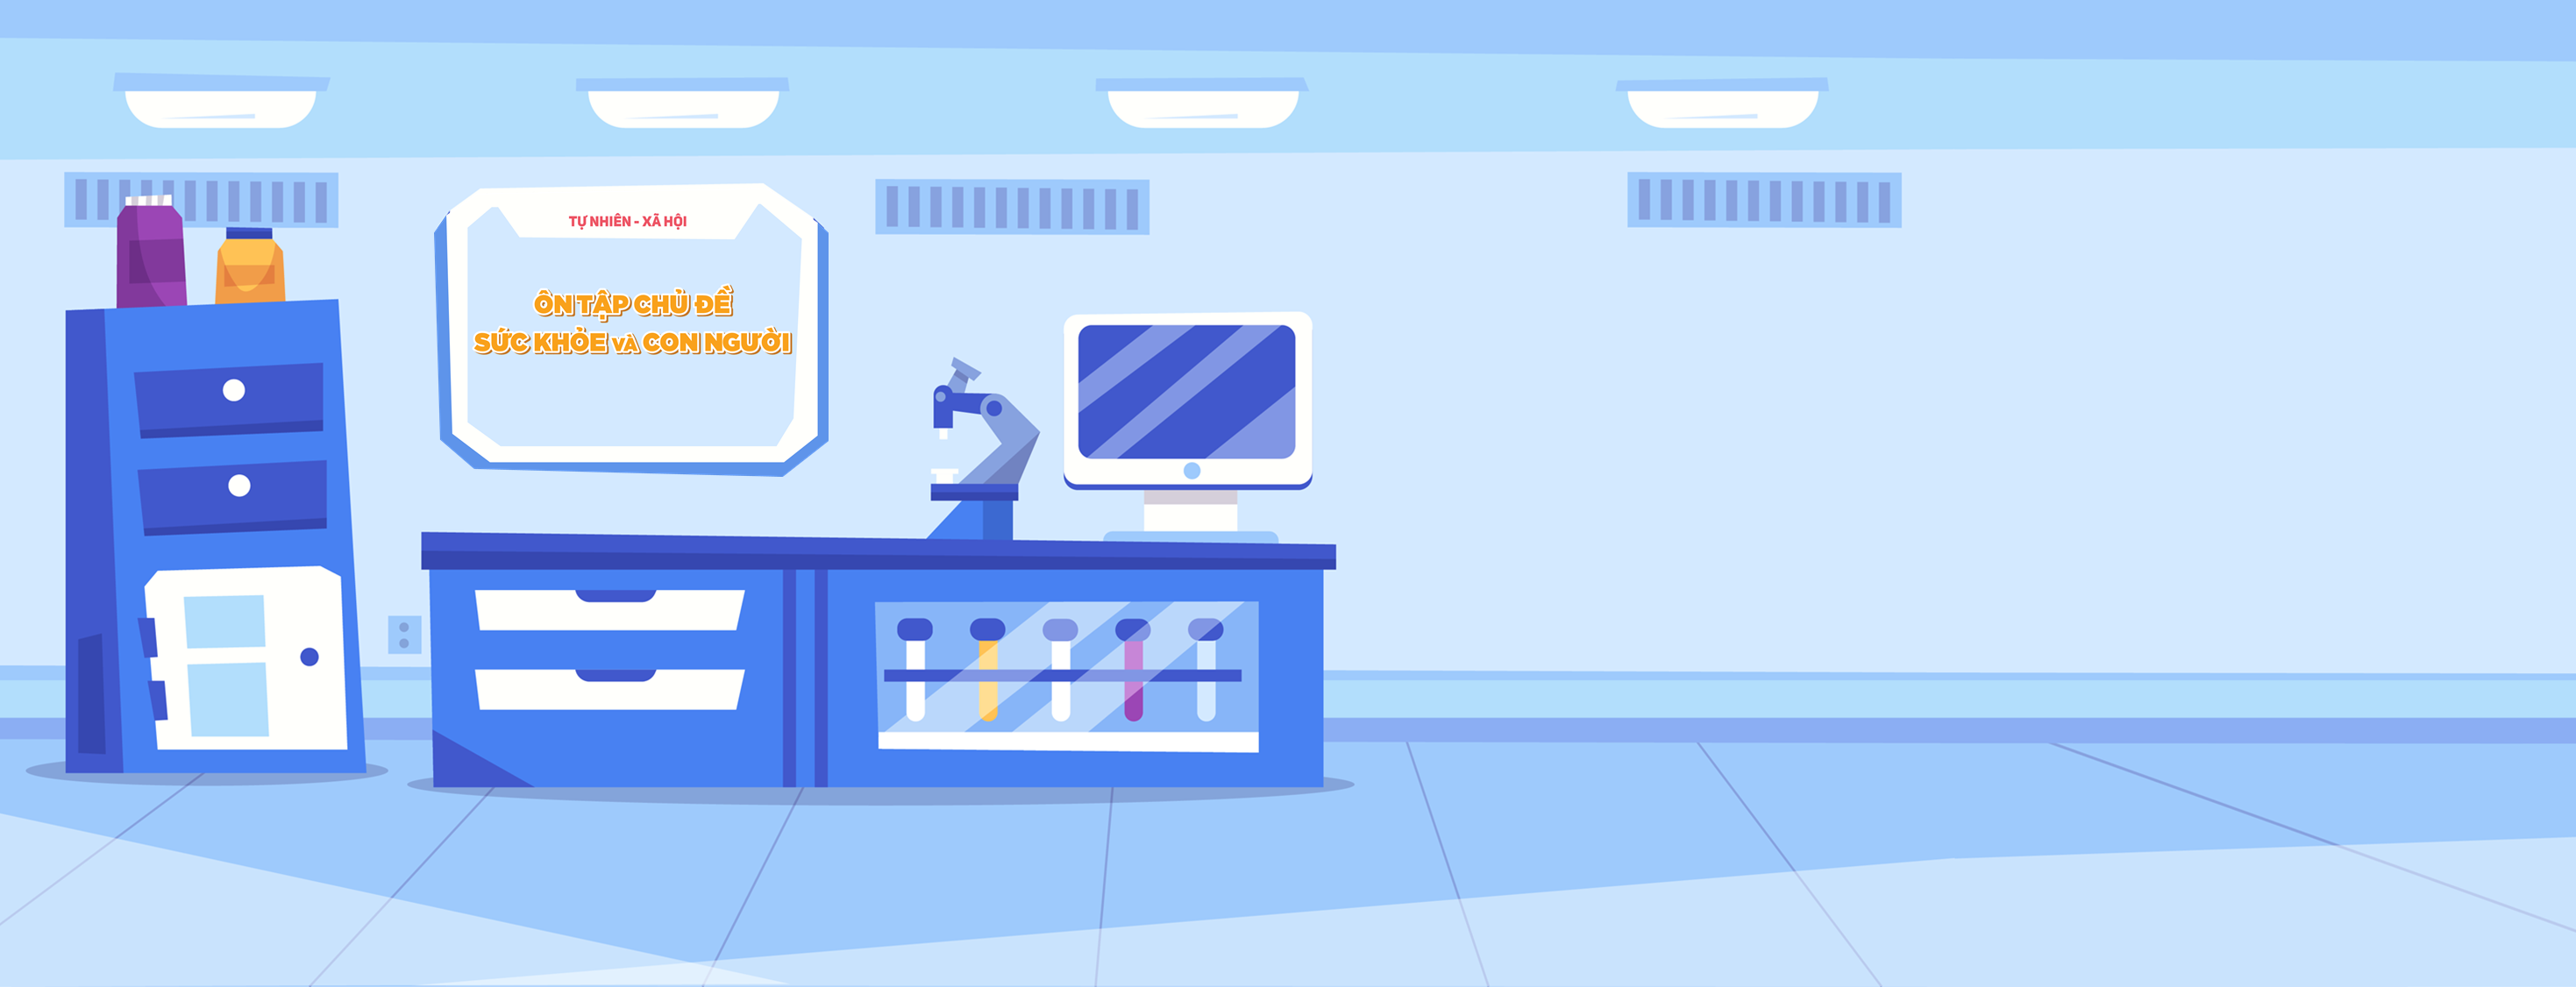 TỰ NHIÊN - XÃ HỘI
ÔN TẬP CHỦ ĐỀ
SỨC KHỎE VÀ CON NGƯỜI